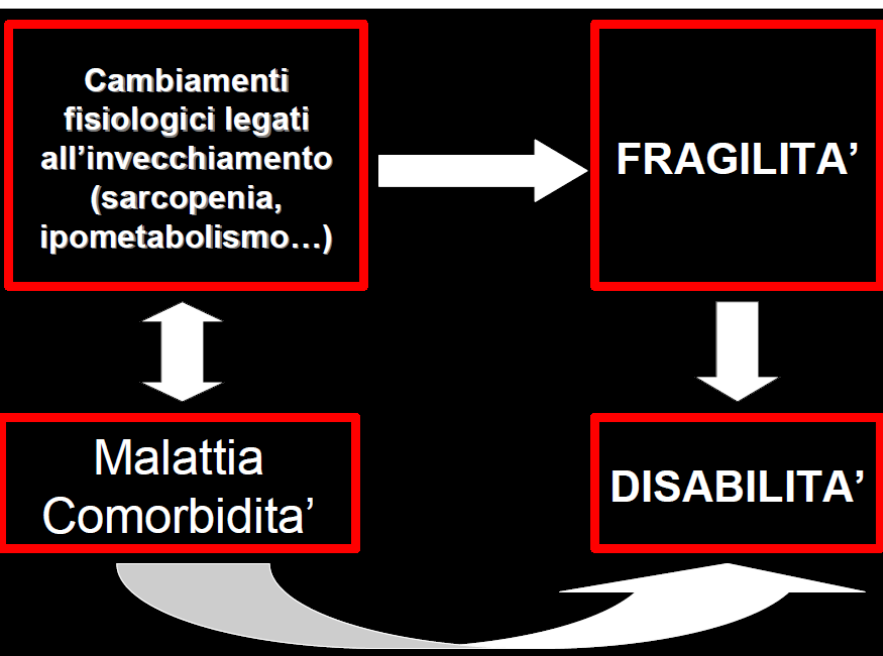 Cambiamenti
fisiologici legati
all’invecchiamento
(sarcopenia,
ipometabolismo…)
FRAGILITA’
Malattia
Comorbidita’
DISABILITA’